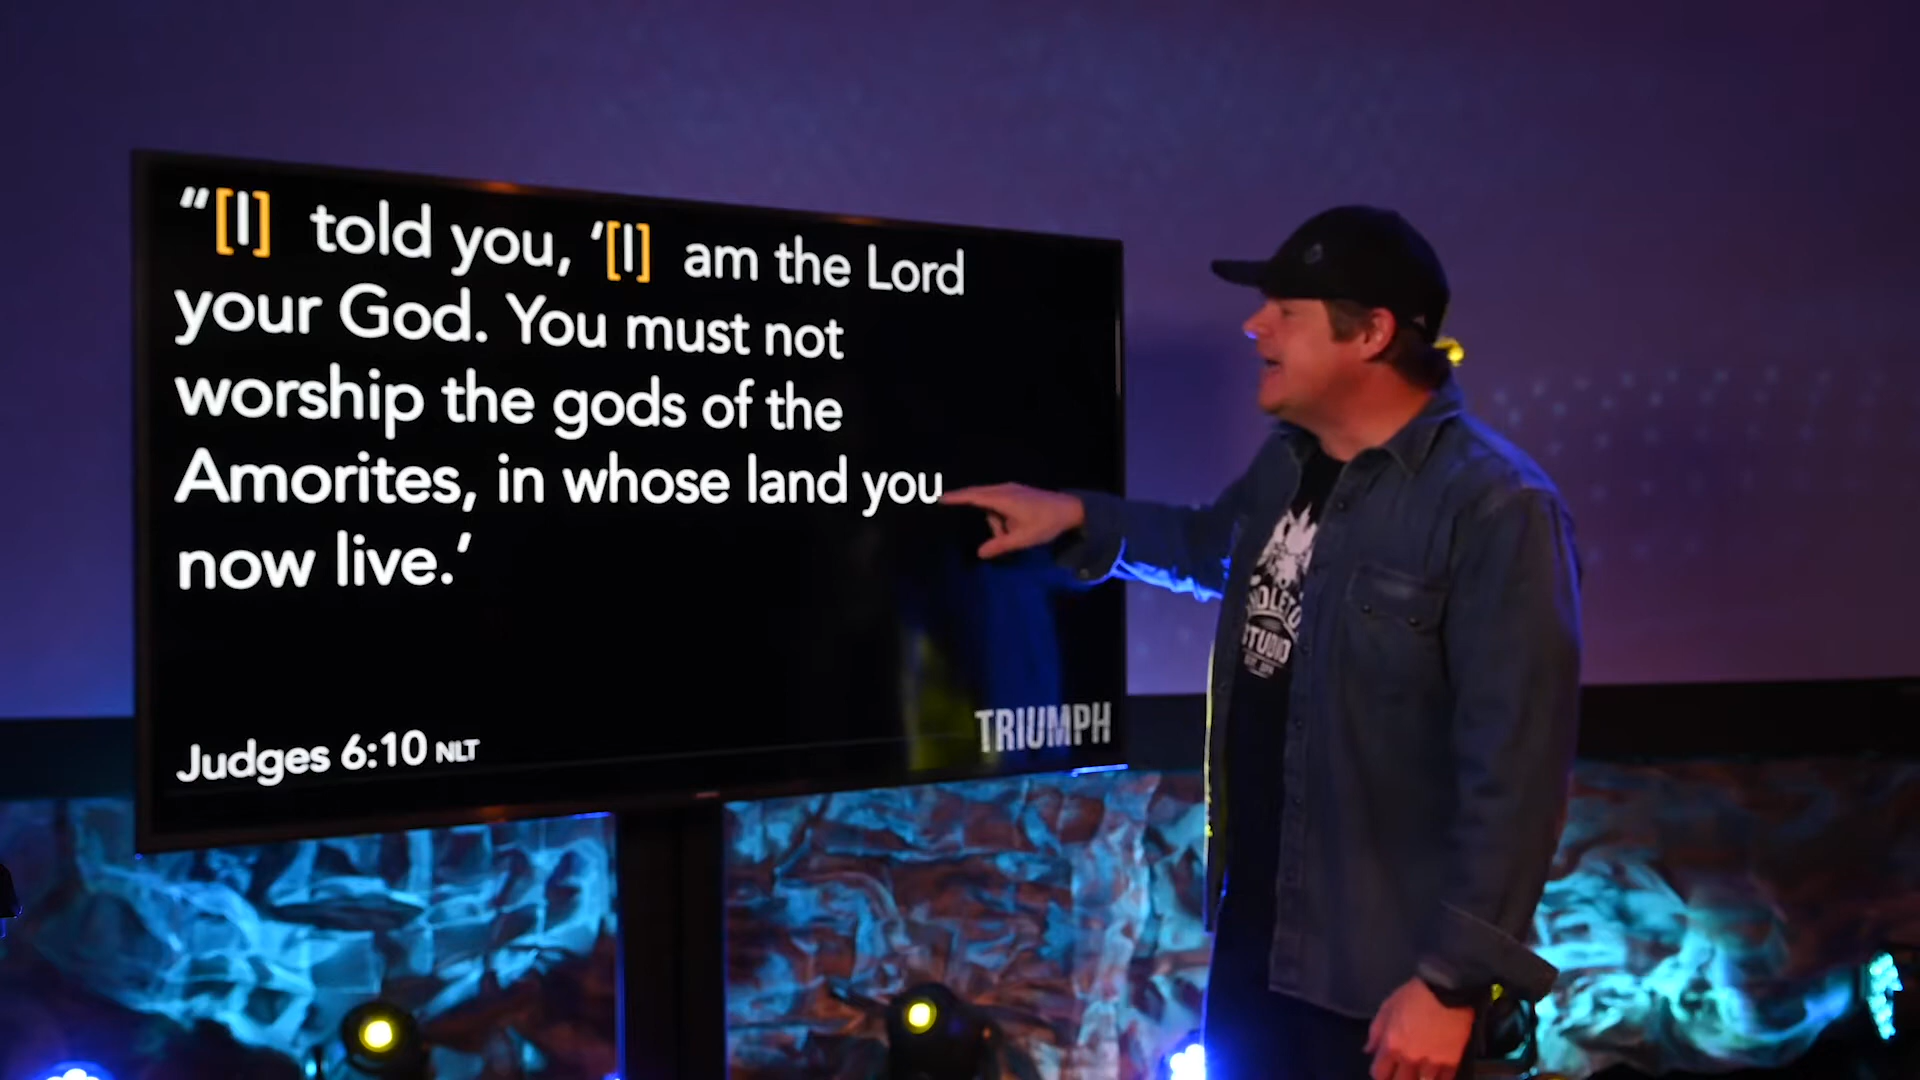 “[I] told you, ‘[I] am the Lord
your God. You must not
worship the gods of the
Amorites, in whose land you
now live.’
Judges 6:10 NLT
TRIUMPH
STUDIO